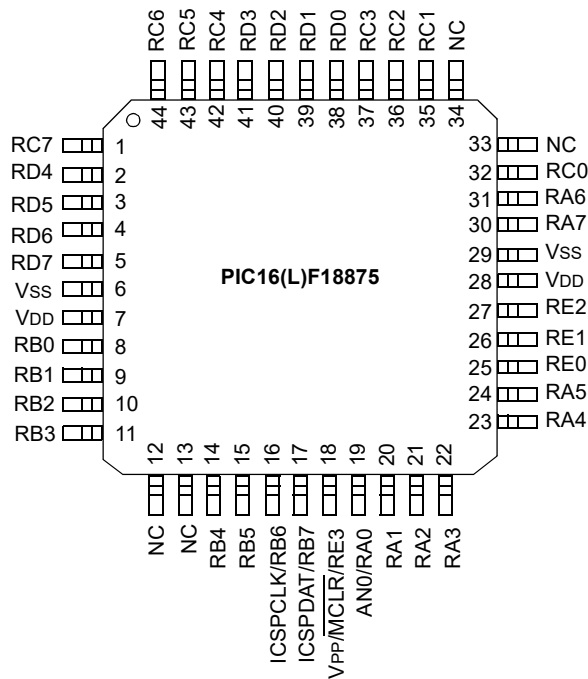 RC6
RC5
RC4
RD3
RD2
RD1
RD0
RC3
RC2
RC1
NC
44
43
42
41
40
39
38
37
36
35
34
RC7 1
RD4 2
RD5 3
RD6 4
RD7 5
VSS 6
VDD 7
RB0 8
RB1 9
RB2 10
RB3 11
PIC16(L)F18875
33 NC
32 RC0
31 RA6
30 RA7
29 VSS
28 VDD
27 RE2
26 RE1
25 RE0
24 RA5
23 RA4
12
13
14
15
16
17
18
19
20
21
22
NC
NC
RB4
RB5
ICSPCLK/RB6
ICSPDAT/RB7
VPP/MCLR/RE3
AN0/RA0
RA1
RA2
RA3